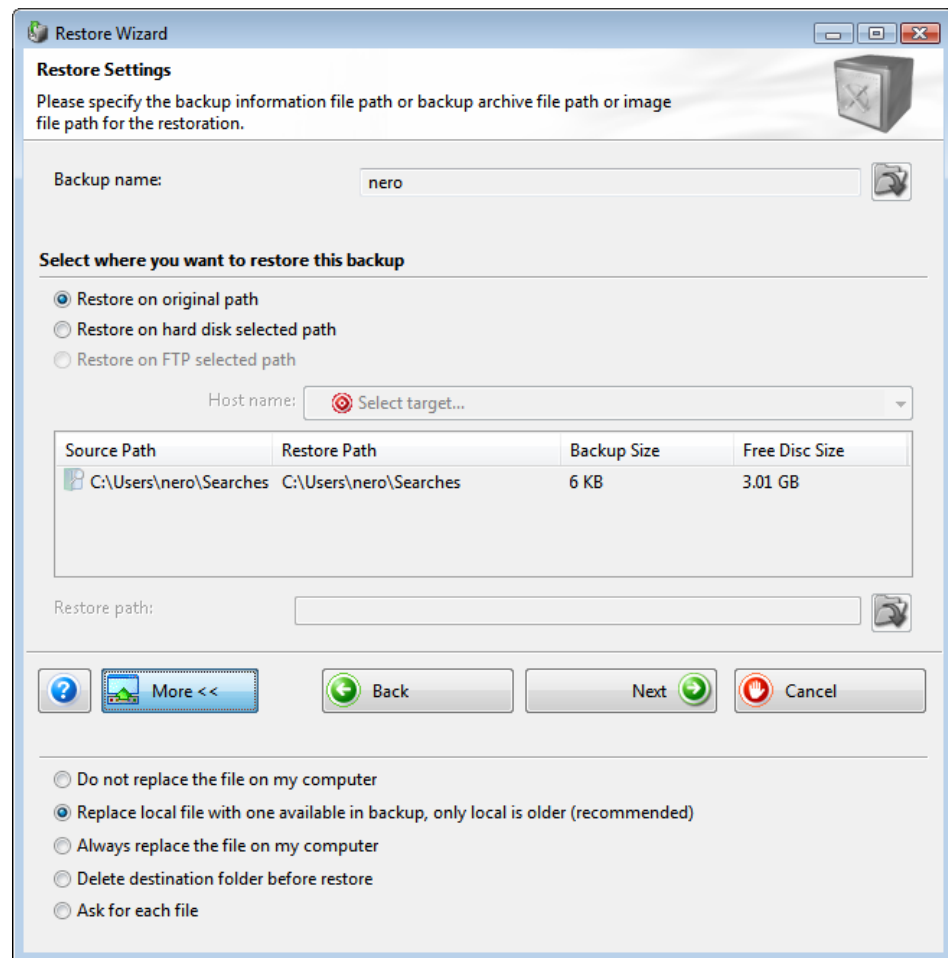 Restore Wizard
Restore Settings
Please specify the backup information file path or backup archive file path or image
file path for the restoration.
Backup name: nero
Select where you want to restore this backup
Restore on original path
Restore on hard disk selected path
Restore on FTP selected path
Host name: Select target...
Source Path Restore Path Backup Size Free Disc Size
C:\Users\nero\Searches C:\Users\nero\Searches 6 KB 3.01 GB
Restore path:
? More << Back Next Cancel
Do not replace the file on my computer
Replace local file with one available in backup, only local is older (recommended)
Always replace the file on my computer
Delete destination folder before restore
Ask for each file